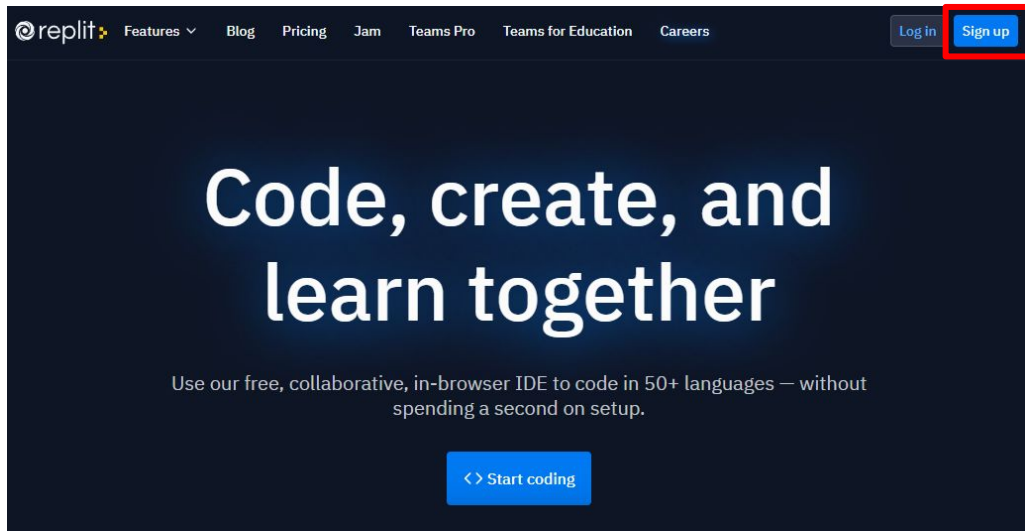 replit Features Blog Pricing Jam Teams Pro Teams for Education Careers Log in Sign up
Code, create, and
learn together
Use our free, collaborative, in-browser IDE to code in 50+ languages — without
spending a second on setup.
<> Start coding